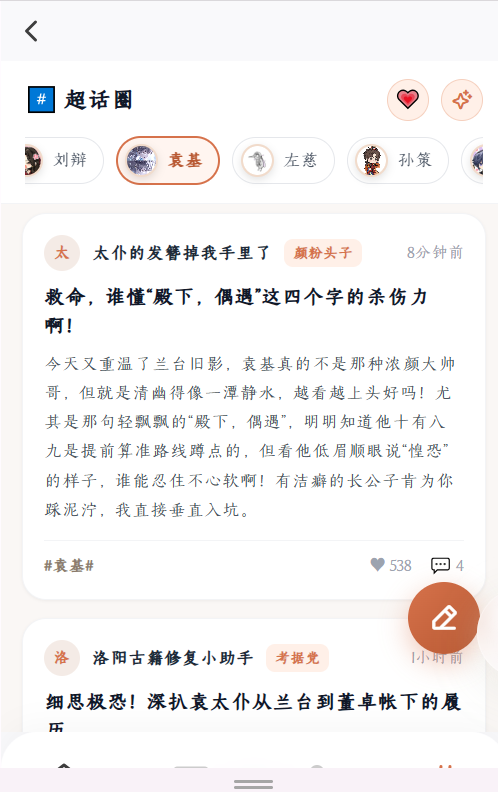 # 超话圈
刘辩 袁基 左慈 孙策
太 太仆的发簪掉我手里了 颜粉头子 8分钟前
救命，谁懂“殿下，偶遇”这四个字的杀伤力
啊！
今天又重温了兰台旧影，袁基真的不是那种浓颜大帅
哥，但就是清幽得像一潭静水，越看越上头好吗！尤
其是那句轻飘飘的“殿下，偶遇”，明明知道他十有八
九是提前算准路线蹲点的，但看他低眉顺眼说“惶恐”
的样子，谁能忍住不心软啊！有洁癖的长公子肯为你
踩泥泞，我直接垂直入坑。
#袁基# 538 4
洛 洛阳古籍修复小助手 考据党 1小时前
细思极恐！深扒袁太仆从兰台到董卓帐下的履
历